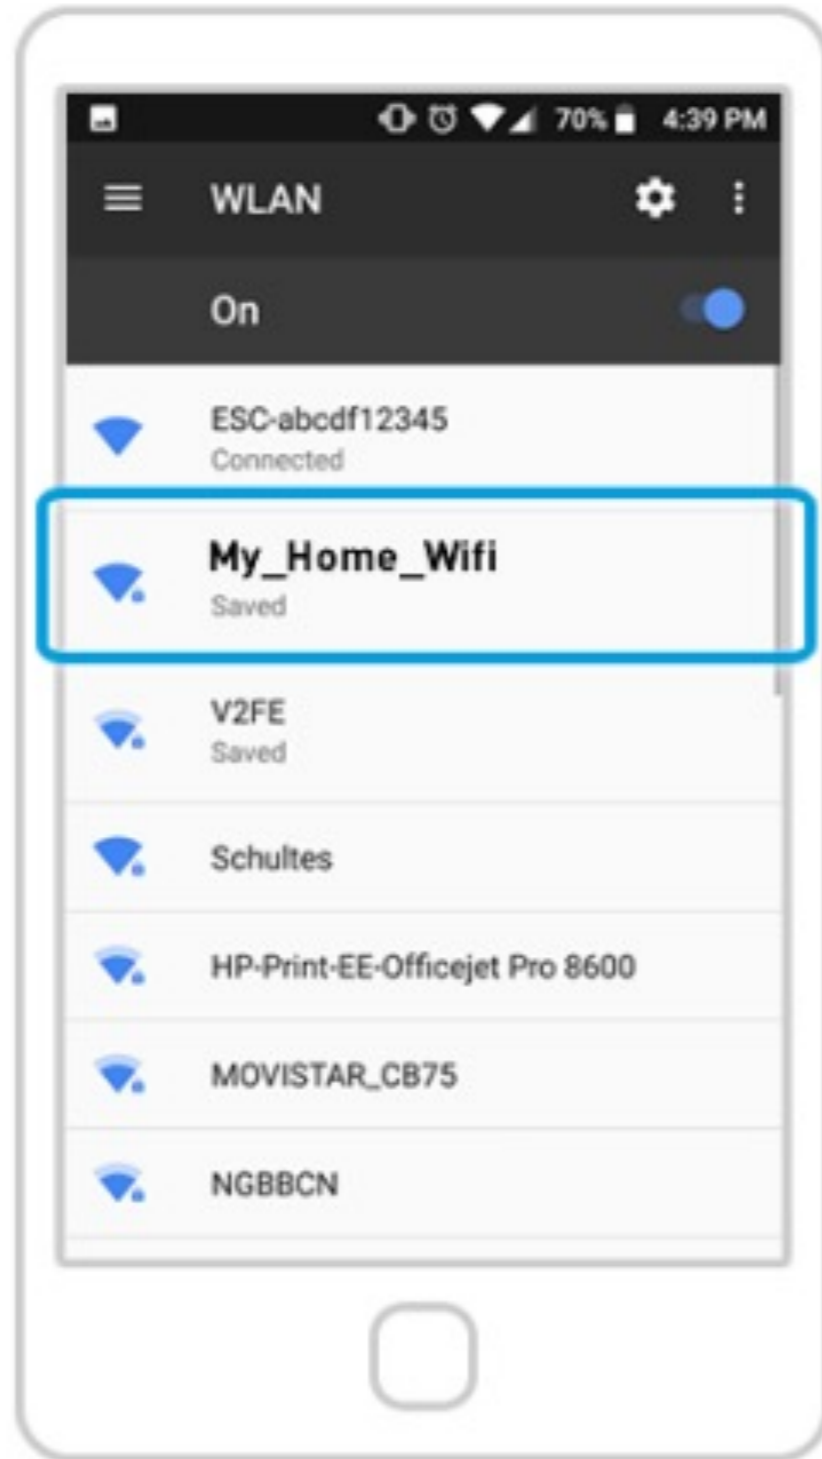 70% 4:39 PM
WLAN
On
ESC-abcdf12345
Connected
My_Home_Wifi
Saved
V2FE
Saved
Schultes
HP-Print-EE-Officejet Pro 8600
MOVISTAR_CB75
NGBBCN